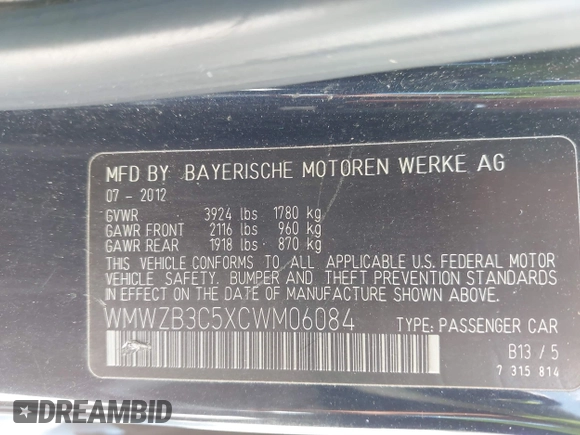 MFD BY BAYERISCHE MOTOREN WERKE AG
07 - 2012
GVWR 3924 lbs 1780 kg
GAWR FRONT 2116 lbs 960 kg
GAWR REAR 1918 lbs 870 kg
THIS VEHICLE CONFORMS TO ALL APPLICABLE U.S. FEDERAL MOTOR
VEHICLE SAFETY. BUMPER AND THEFT PREVENTION STANDARDS
IN EFFECT ON THE DATE OF MANUFACTURE SHOWN ABOVE.
WMWZB3C5XCWM06084 TYPE: PASSENGER CAR
B13 / 5
7 315 814
DREAMBID